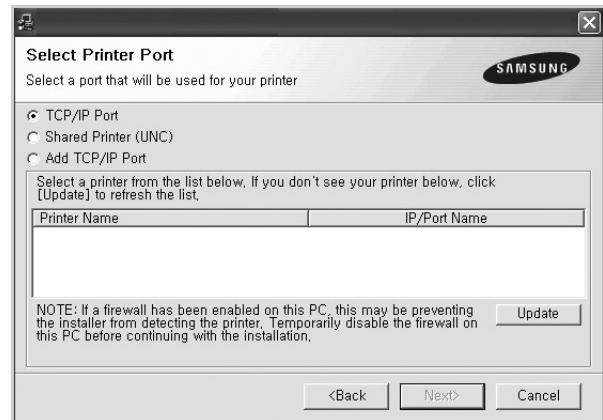 Select Printer Port
Select a port that will be used for your printer
SAMSUNG
TCP/IP Port
Shared Printer (UNC)
Add TCP/IP Port
Select a printer from the list below, If you don't see your printer below, click
[Update] to refresh the list,
Printer Name IP/Port Name
NOTE: If a firewall has been enabled on this PC, this may be preventing
the installer from detecting the printer, Temporarily disable the firewall on
this PC before continuing with the installation,
Update
<Back Next> Cancel